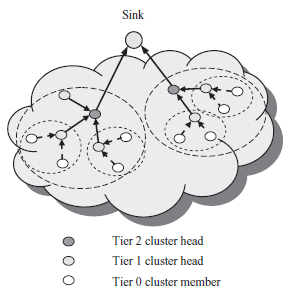 Sink
Tier 2 cluster head
Tier 1 cluster head
Tier 0 cluster member